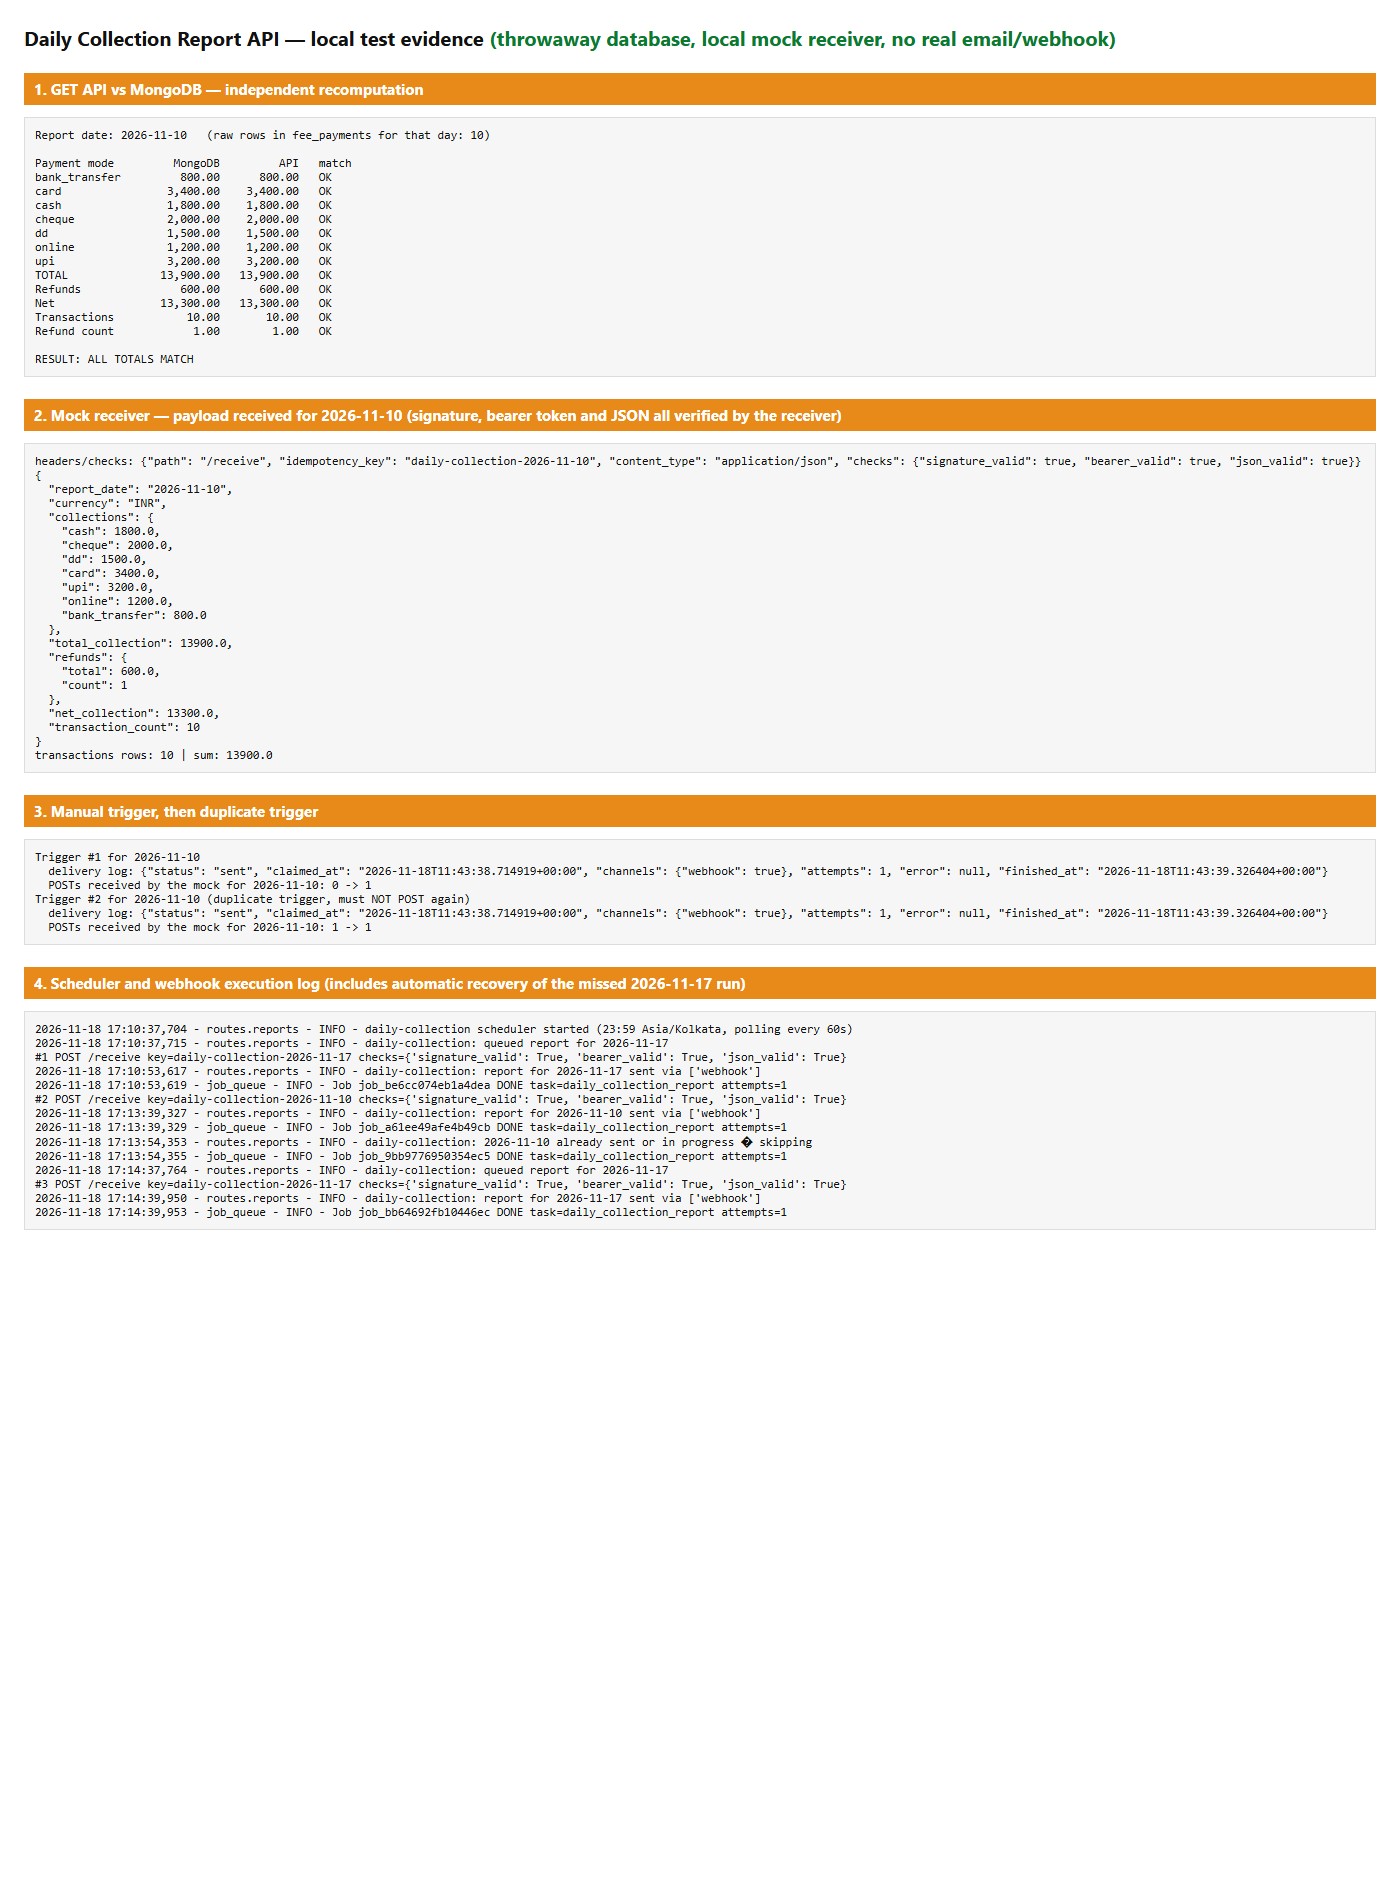 Daily Collection Report API — local test evidence (throwaway database, local mock receiver, no real email/webhook)
1. GET API vs MongoDB — independent recomputation
Report date: 2026-11-10   (raw rows in fee_payments for that day: 10)
Payment mode         MongoDB         API   match
bank_transfer         800.00      800.00   OK
card                3,400.00    3,400.00   OK
cash                1,800.00    1,800.00   OK
cheque              2,000.00    2,000.00   OK
dd                  1,500.00    1,500.00   OK
online              1,200.00    1,200.00   OK
upi                 3,200.00    3,200.00   OK
TOTAL              13,900.00   13,900.00   OK
Refunds               600.00      600.00   OK
Net                13,300.00   13,300.00   OK
Transactions           10.00       10.00   OK
Refund count            1.00        1.00   OK
RESULT: ALL TOTALS MATCH
2. Mock receiver — payload received for 2026-11-10 (signature, bearer token and JSON all verified by the receiver)
headers/checks: {"path": "/receive", "idempotency_key": "daily-collection-2026-11-10", "content_type": "application/json", "checks": {"signature_valid": true, "bearer_valid": true, "json_valid": true}}
{
  "report_date": "2026-11-10",
  "currency": "INR",
  "collections": {
    "cash": 1800.0,
    "cheque": 2000.0,
    "dd": 1500.0,
    "card": 3400.0,
    "upi": 3200.0,
    "online": 1200.0,
    "bank_transfer": 800.0
  },
  "total_collection": 13900.0,
  "refunds": {
    "total": 600.0,
    "count": 1
  },
  "net_collection": 13300.0,
  "transaction_count": 10
}
transactions rows: 10 | sum: 13900.0
3. Manual trigger, then duplicate trigger
Trigger #1 for 2026-11-10
  delivery log: {"status": "sent", "claimed_at": "2026-11-18T11:43:38.714919+00:00", "channels": {"webhook": true}, "attempts": 1, "error": null, "finished_at": "2026-11-18T11:43:39.326404+00:00"}
  POSTs received by the mock for 2026-11-10: 0 -> 1
Trigger #2 for 2026-11-10 (duplicate trigger, must NOT POST again)
  delivery log: {"status": "sent", "claimed_at": "2026-11-18T11:43:38.714919+00:00", "channels": {"webhook": true}, "attempts": 1, "error": null, "finished_at": "2026-11-18T11:43:39.326404+00:00"}
  POSTs received by the mock for 2026-11-10: 1 -> 1
4. Scheduler and webhook execution log (includes automatic recovery of the missed 2026-11-17 run)
2026-11-18 17:10:37,704 - routes.reports - INFO - daily-collection scheduler started (23:59 Asia/Kolkata, polling every 60s)
2026-11-18 17:10:37,715 - routes.reports - INFO - daily-collection: queued report for 2026-11-17
#1 POST /receive key=daily-collection-2026-11-17 checks={'signature_valid': True, 'bearer_valid': True, 'json_valid': True}
2026-11-18 17:10:53,617 - routes.reports - INFO - daily-collection: report for 2026-11-17 sent via ['webhook']
2026-11-18 17:10:53,619 - job_queue - INFO - Job job_be6cc074eb1a4dea DONE task=daily_collection_report attempts=1
#2 POST /receive key=daily-collection-2026-11-10 checks={'signature_valid': True, 'bearer_valid': True, 'json_valid': True}
2026-11-18 17:13:39,327 - routes.reports - INFO - daily-collection: report for 2026-11-10 sent via ['webhook']
2026-11-18 17:13:39,329 - job_queue - INFO - Job job_a61ee49afe4b49cb DONE task=daily_collection_report attempts=1
2026-11-18 17:13:54,353 - routes.reports - INFO - daily-collection: 2026-11-10 already sent or in progress � skipping
2026-11-18 17:13:54,355 - job_queue - INFO - Job job_9bb9776950354ec5 DONE task=daily_collection_report attempts=1
2026-11-18 17:14:37,764 - routes.reports - INFO - daily-collection: queued report for 2026-11-17
#3 POST /receive key=daily-collection-2026-11-17 checks={'signature_valid': True, 'bearer_valid': True, 'json_valid': True}
2026-11-18 17:14:39,950 - routes.reports - INFO - daily-collection: report for 2026-11-17 sent via ['webhook']
2026-11-18 17:14:39,953 - job_queue - INFO - Job job_bb64692fb10446ec DONE task=daily_collection_report attempts=1